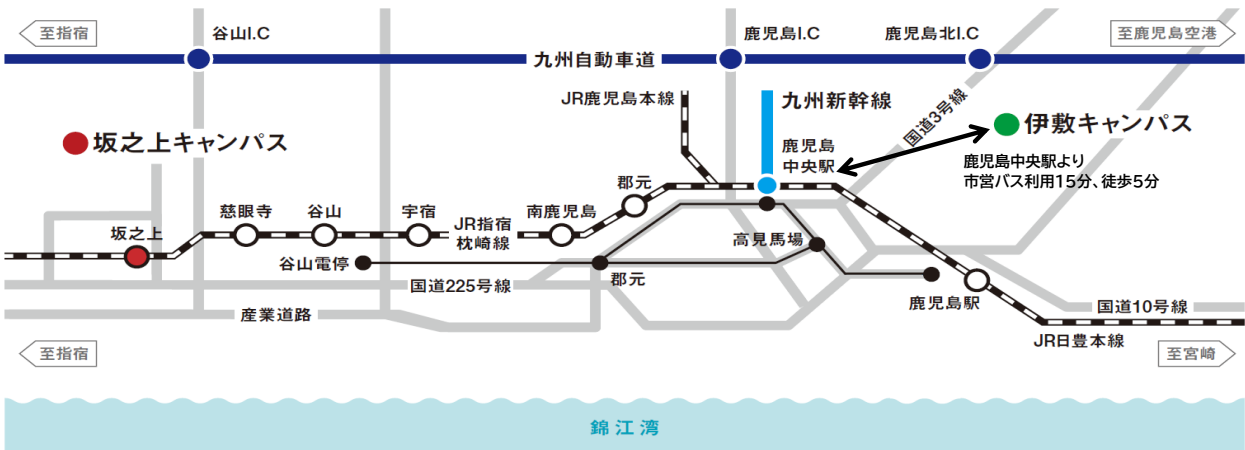 至指宿
谷山I.C
鹿児島I.C
鹿児島北I.C
至鹿児島空港
九州自動車道
JR鹿児島本線
九州新幹線
国道3号線
伊敷キャンパス
坂之上キャンパス
鹿児島
中央駅
鹿児島中央駅より
市営バス利用15分、徒歩5分
郡元
坂之上
慈眼寺
谷山
宇宿
JR指宿
枕崎線
南鹿児島
高見馬場
谷山電停
郡元
国道225号線
鹿児島駅
産業道路
国道10号線
JR日豊本線
至指宿
至宮崎
錦江湾